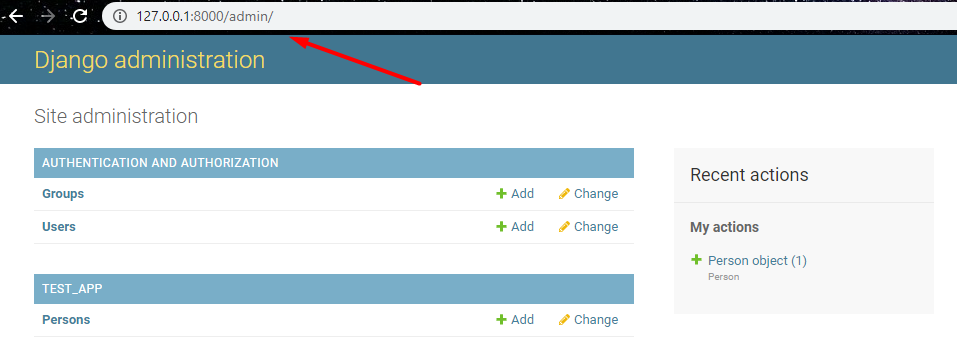 127.0.0.1:8000/admin/
Django administration
Site administration
AUTHENTICATION AND AUTHORIZATION
Groups Add Change
Users Add Change
TEST_APP
Persons Add Change
Recent actions
My actions
Person object (1)
Person